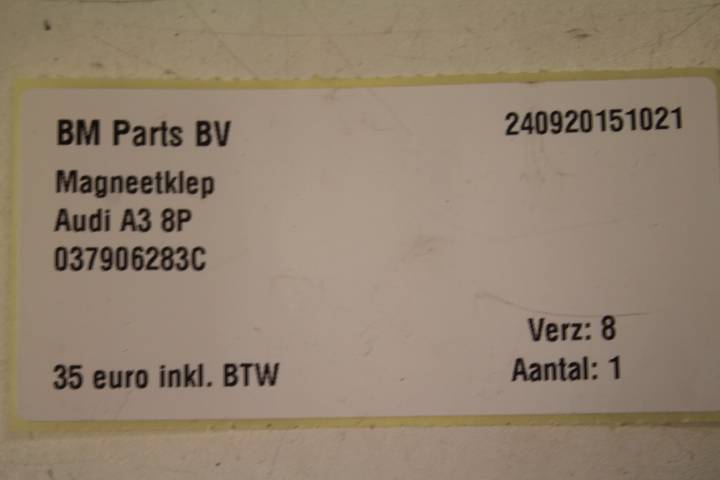 BM Parts BV
240920151021
Magneetklep
Audi A3 8P
037906283C
Verz: 8
35 euro inkl. BTW
Aantal: 1